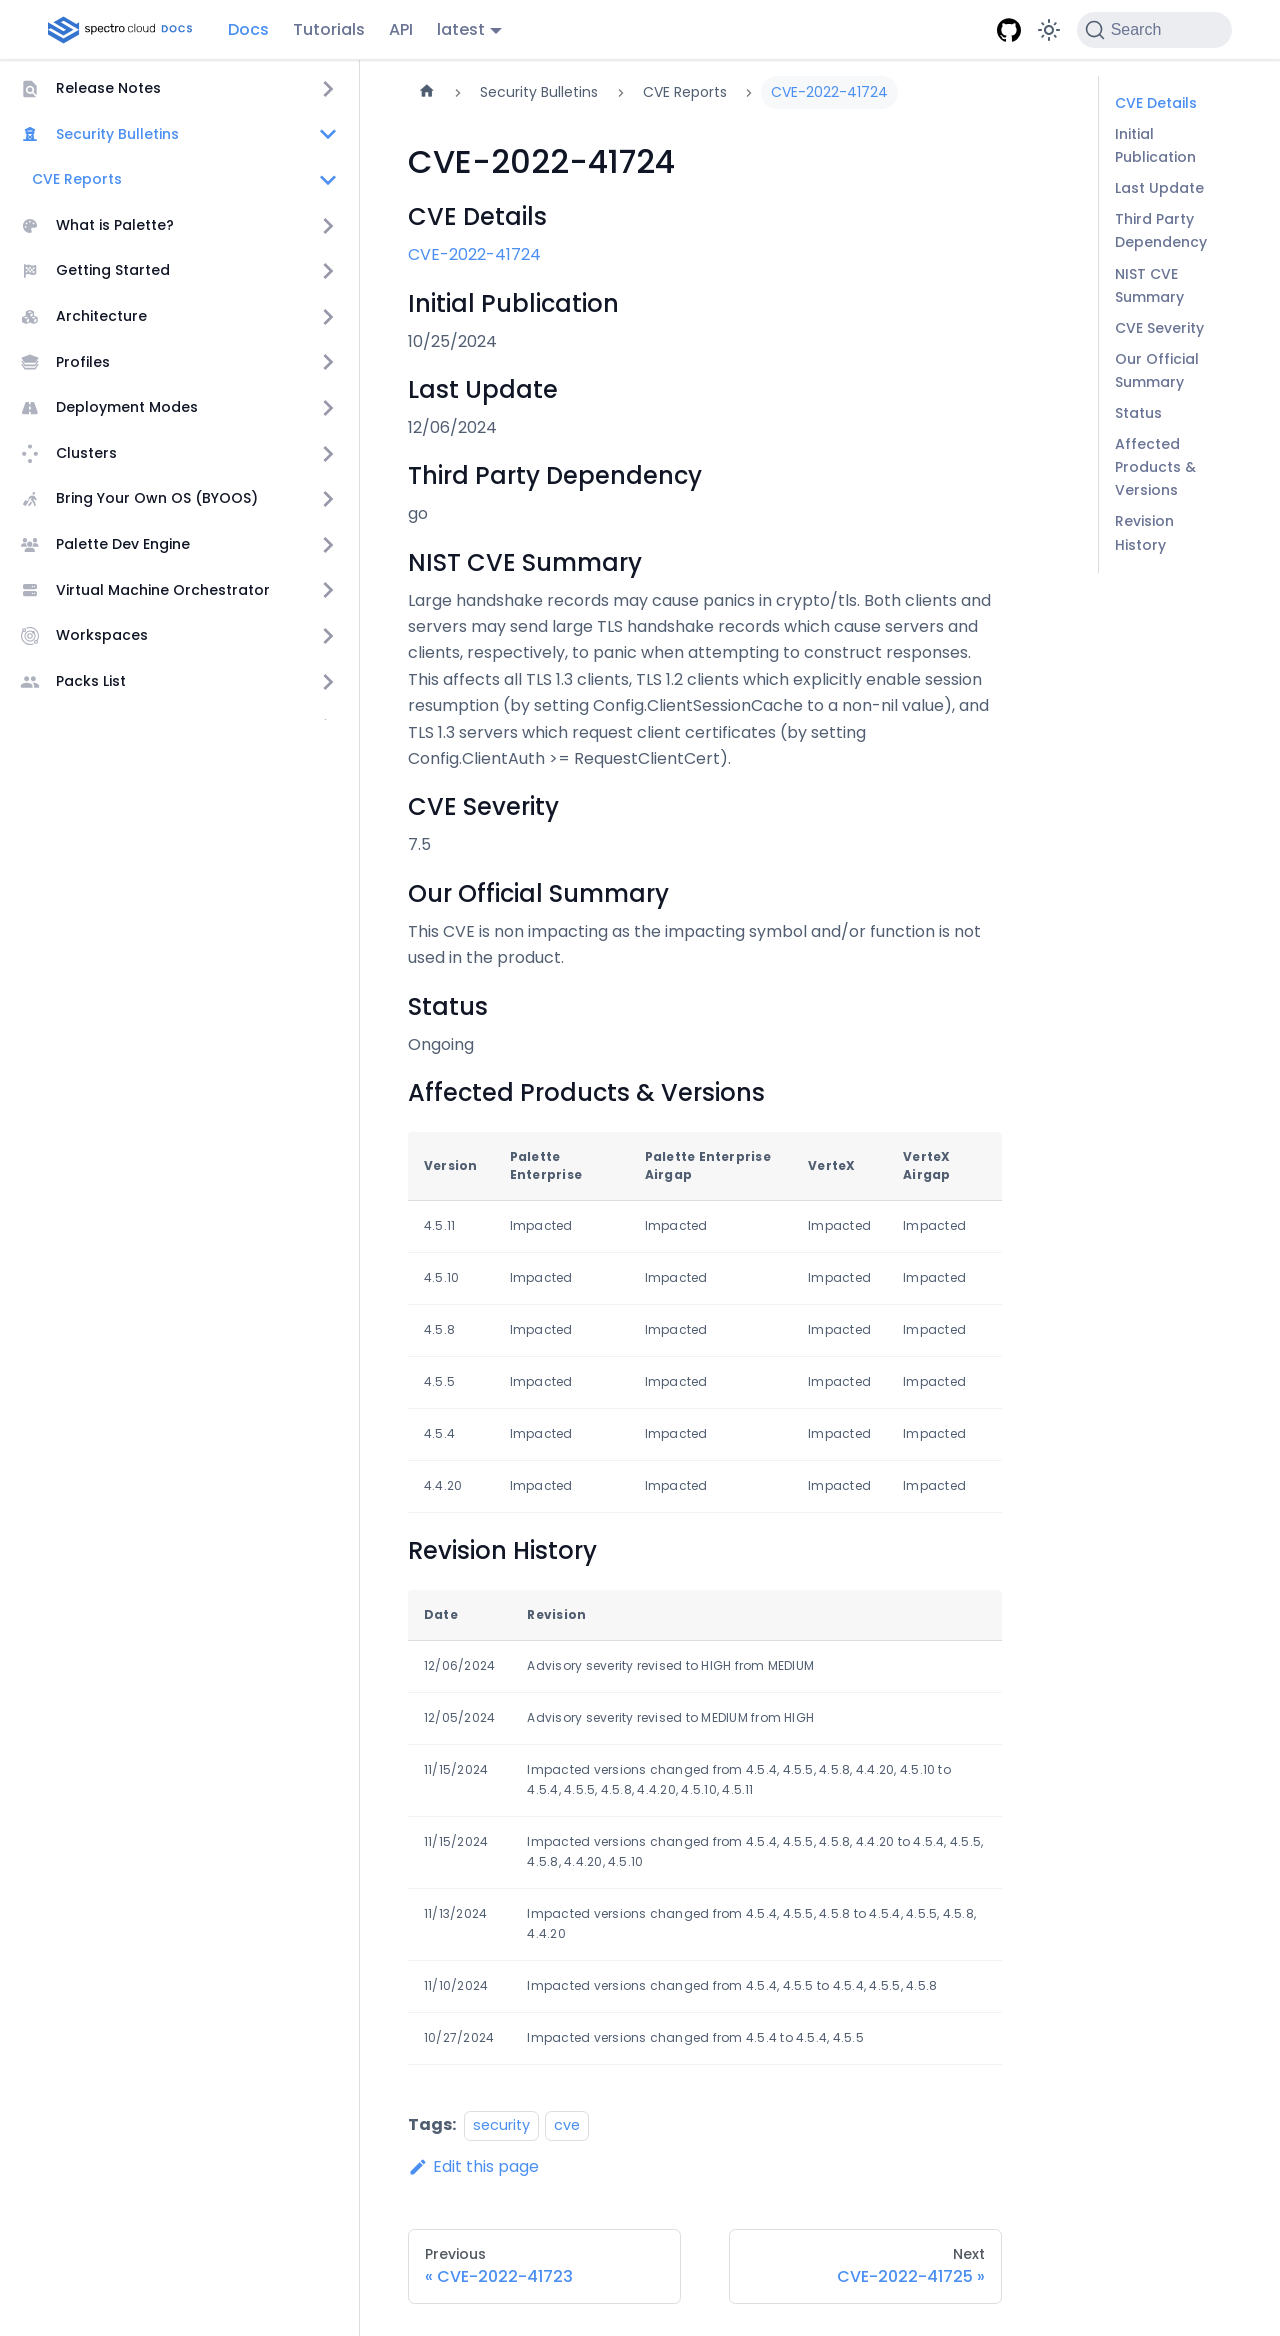 spectro cloud DOCS
Docs
Tutorials
API
latest
Search
Release Notes
Security Bulletins
CVE Reports
What is Palette?
Getting Started
Architecture
Profiles
Deployment Modes
Clusters
Bring Your Own OS (BYOOS)
Palette Dev Engine
Virtual Machine Orchestrator
Workspaces
Packs List
Security Bulletins
CVE Reports
CVE-2022-41724
CVE-2022-41724
CVE Details
CVE-2022-41724
Initial Publication
10/25/2024
Last Update
12/06/2024
Third Party Dependency
go
NIST CVE Summary
Large handshake records may cause panics in crypto/tls. Both clients and
servers may send large TLS handshake records which cause servers and
clients, respectively, to panic when attempting to construct responses.
This affects all TLS 1.3 clients, TLS 1.2 clients which explicitly enable session
resumption (by setting Config.ClientSessionCache to a non-nil value), and
TLS 1.3 servers which request client certificates (by setting
Config.ClientAuth >= RequestClientCert).
CVE Severity
7.5
Our Official Summary
This CVE is non impacting as the impacting symbol and/or function is not
used in the product.
Status
Ongoing
Affected Products & Versions
Version Palette Enterprise Palette Enterprise Airgap VerteX VerteX Airgap
4.5.11 Impacted Impacted Impacted Impacted
4.5.10 Impacted Impacted Impacted Impacted
4.5.8 Impacted Impacted Impacted Impacted
4.5.5 Impacted Impacted Impacted Impacted
4.5.4 Impacted Impacted Impacted Impacted
4.4.20 Impacted Impacted Impacted Impacted
Revision History
Date Revision
12/06/2024 Advisory severity revised to HIGH from MEDIUM
12/05/2024 Advisory severity revised to MEDIUM from HIGH
11/15/2024 Impacted versions changed from 4.5.4, 4.5.5, 4.5.8, 4.4.20, 4.5.10 to
4.5.4, 4.5.5, 4.5.8, 4.4.20, 4.5.10, 4.5.11
11/15/2024 Impacted versions changed from 4.5.4, 4.5.5, 4.5.8, 4.4.20 to 4.5.4, 4.5.5,
4.5.8, 4.4.20, 4.5.10
11/13/2024 Impacted versions changed from 4.5.4, 4.5.5, 4.5.8 to 4.5.4, 4.5.5, 4.5.8,
4.4.20
11/10/2024 Impacted versions changed from 4.5.4, 4.5.5 to 4.5.4, 4.5.5, 4.5.8
10/27/2024 Impacted versions changed from 4.5.4 to 4.5.4, 4.5.5
Tags: security cve
Edit this page
Previous
« CVE-2022-41723
Next
CVE-2022-41725 »
CVE Details
Initial
Publication
Last Update
Third Party
Dependency
NIST CVE
Summary
CVE Severity
Our Official
Summary
Status
Affected
Products &
Versions
Revision
History